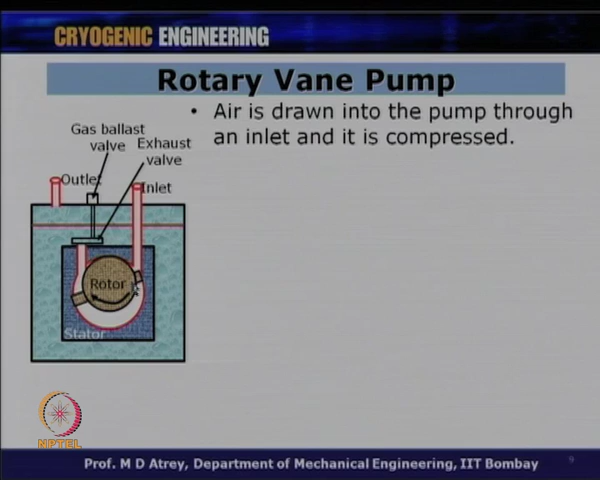 CRYOGENIC ENGINEERING
Rotary Vane Pump
• Air is drawn into the pump through
an inlet and it is compressed.
Gas ballast
valve
Exhaust
valve
Outlet
Inlet
Rotor
Stator
NPTEL
Prof. M D Atrey, Department of Mechanical Engineering, IIT Bombay
9